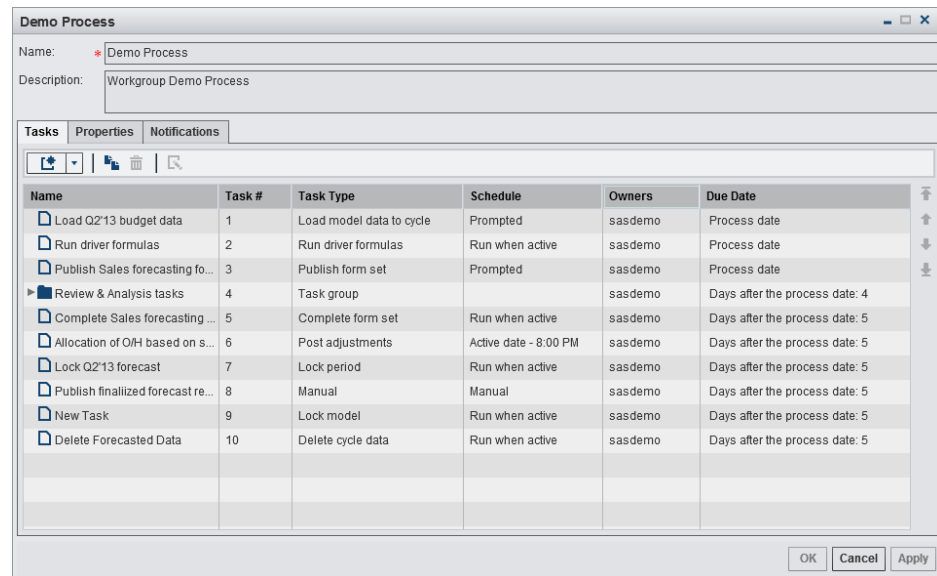 Demo Process
Name: * Demo Process
Description: Workgroup Demo Process
Tasks Properties Notifications
Name Task # Task Type Schedule Owners Due Date
Load Q2'13 budget data 1 Load model data to cycle Prompted sasdemo Process date
Run driver formulas 2 Run driver formulas Run when active sasdemo Process date
Publish Sales forecasting fo... 3 Publish form set Prompted sasdemo Process date
Review & Analysis tasks 4 Task group sasdemo Days after the process date: 4
Complete Sales forecasting ... 5 Complete form set Run when active sasdemo Days after the process date: 5
Allocation of O/H based on s... 6 Post adjustments Active date - 8:00 PM sasdemo Days after the process date: 5
Lock Q2'13 forecast 7 Lock period Run when active sasdemo Days after the process date: 5
Publish finaliized forecast re... 8 Manual Manual sasdemo Days after the process date: 5
New Task 9 Lock model Run when active sasdemo Days after the process date: 5
Delete Forecasted Data 10 Delete cycle data Run when active sasdemo Days after the process date: 5
OK Cancel Apply